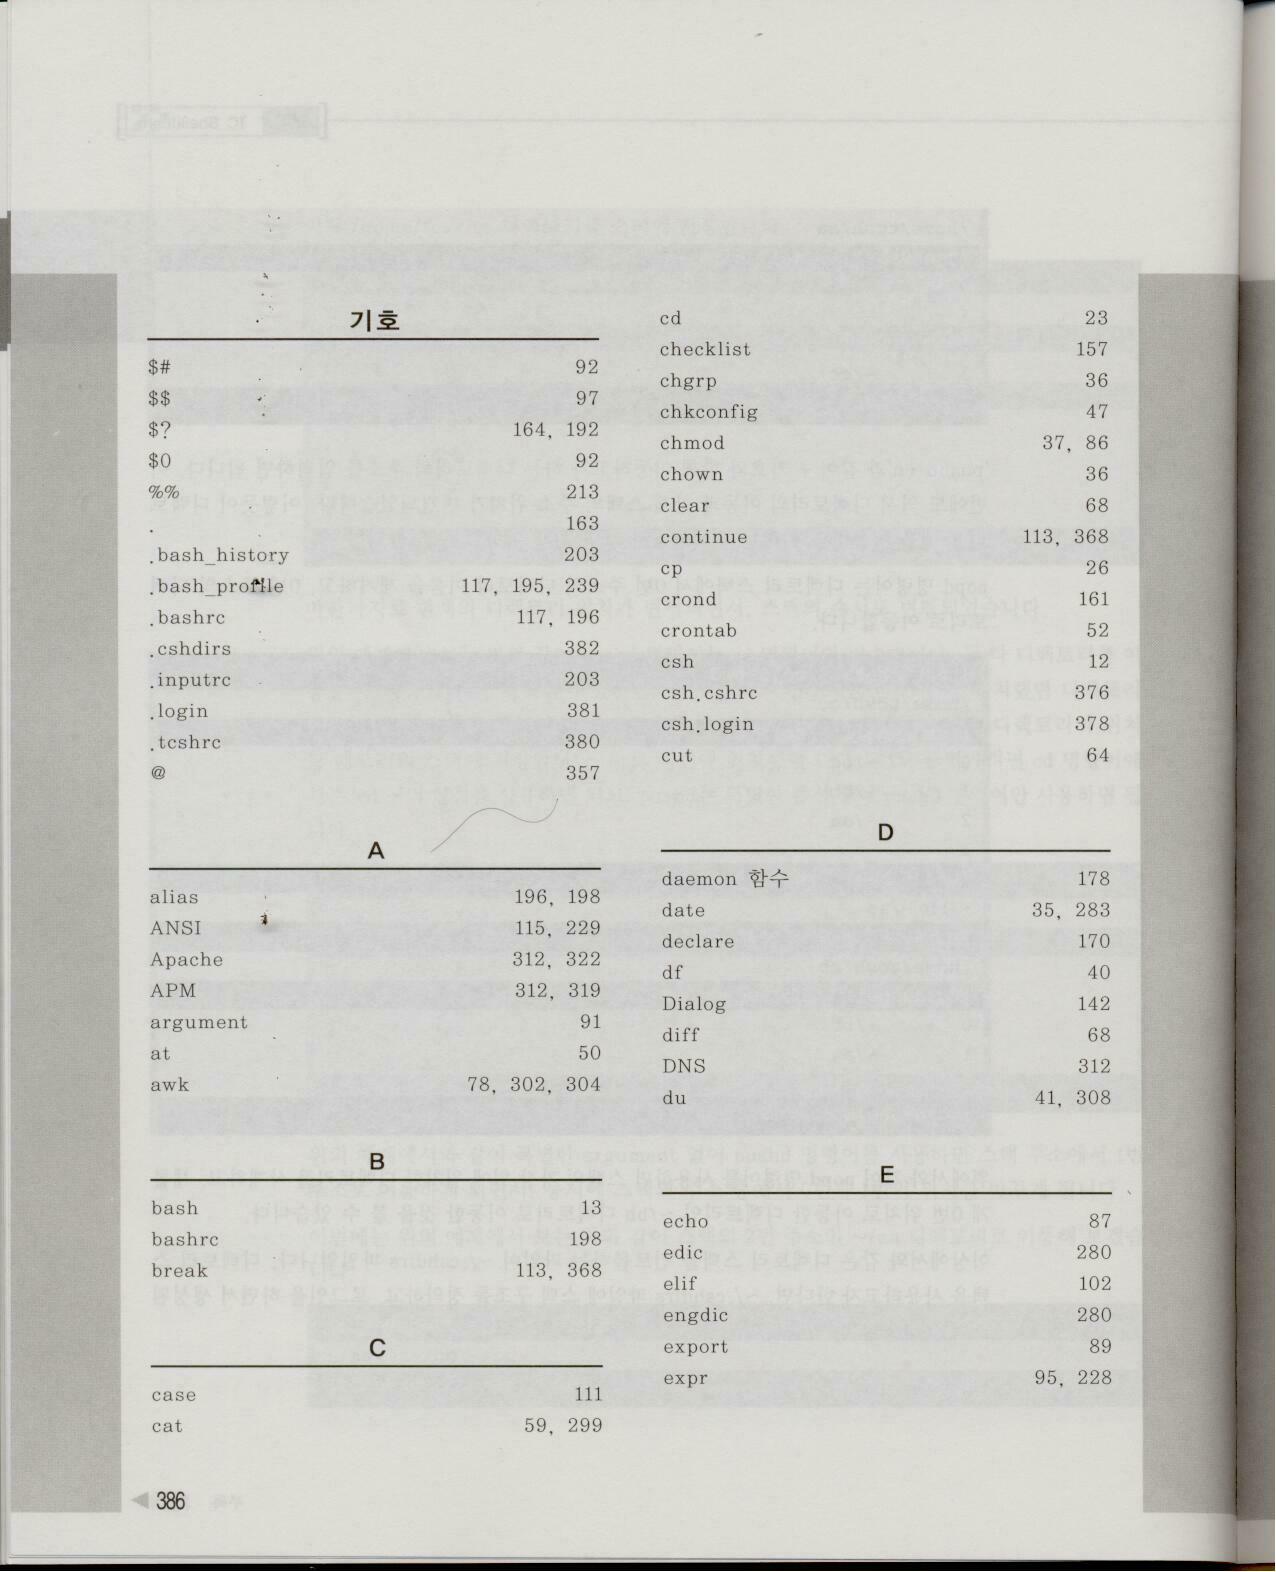 기호
$# 92
$$ 97
$? 164, 192
$0 92
%% 213
. 163
.bash_history 203
.bash_profile 117, 195, 239
.bashrc 117, 196
.cshdirs 382
.inputrc 203
.login 381
.tcshrc 380
@ 357
A
alias 196, 198
ANSI 115, 229
Apache 312, 322
APM 312, 319
argument 91
at 50
awk 78, 302, 304
B
bash 13
bashrc 198
break 113, 368
C
case 111
cat 59, 299
cd 23
checklist 157
chgrp 36
chkconfig 47
chmod 37, 86
chown 36
clear 68
continue 113, 368
cp 26
crond 161
crontab 52
csh 12
csh.cshrc 376
csh.login 378
cut 64
D
daemon 함수 178
date 35, 283
declare 170
df 40
Dialog 142
diff 68
DNS 312
du 41, 308
E
echo 87
edic 280
elif 102
engdic 280
export 89
expr 95, 228
◀ 386